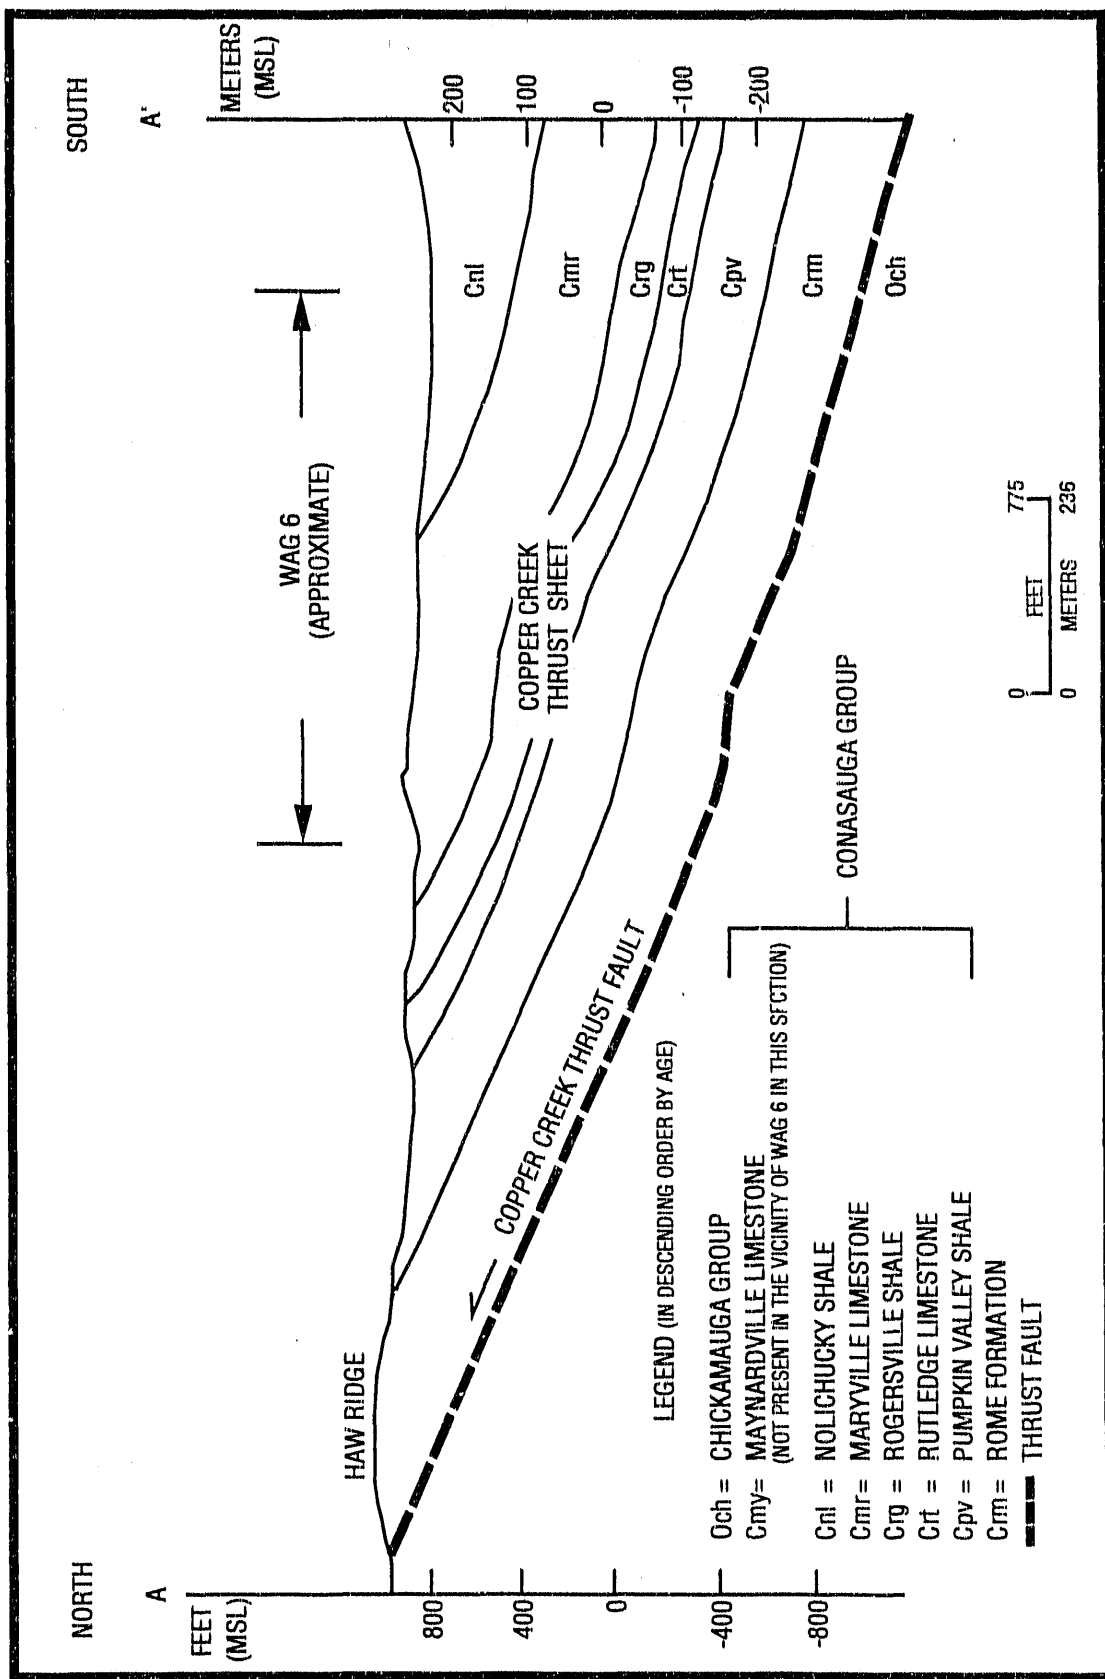 NORTH
SOUTH
A
A'
FEET
(MSL)
METERS
(MSL)
HAW RIDGE
WAG 6
(APPROXIMATE)
800
400
0
-400
-800
200
100
0
-100
-200
COPPER CREEK
THRUST SHEET
Cnl
Cmr
Crg
Crt
Cpv
Crm
Och
COPPER CREEK THRUST FAULT
LEGEND (IN DESCENDING ORDER BY AGE)
Och = CHICKAMAUGA GROUP
Cmy= MAYNARDVILLE LIMESTONE
(NOT PRESENT IN THE VICINITY OF WAG 6 IN THIS SECTION)
Cnl = NOLICHUCKY SHALE
Cmr= MARYVILLE LIMESTONE
Crg = ROGERSVILLE SHALE
Crt = RUTLEDGE LIMESTONE
Cpv = PUMPKIN VALLEY SHALE
Crm = ROME FORMATION
THRUST FAULT
CONASAUGA GROUP
0 775
FEET
METERS
0 236